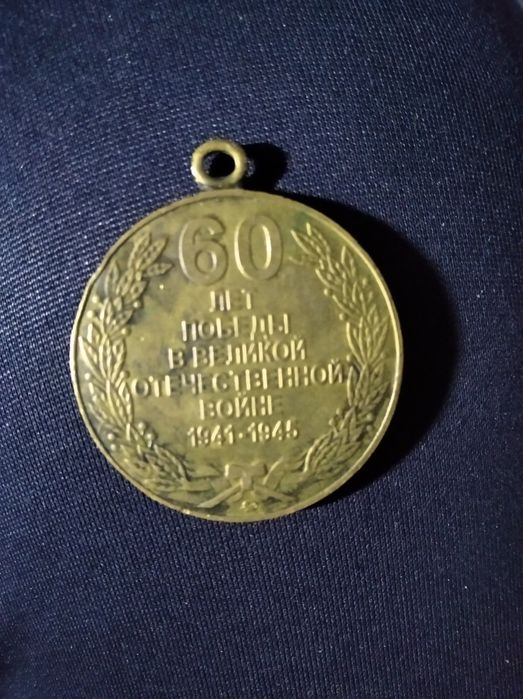 60
ЛЕТ
ПОБЕДЫ
В ВЕЛИКОЙ
ОТЕЧЕСТВЕННОЙ
ВОЙНЕ
1941-1945